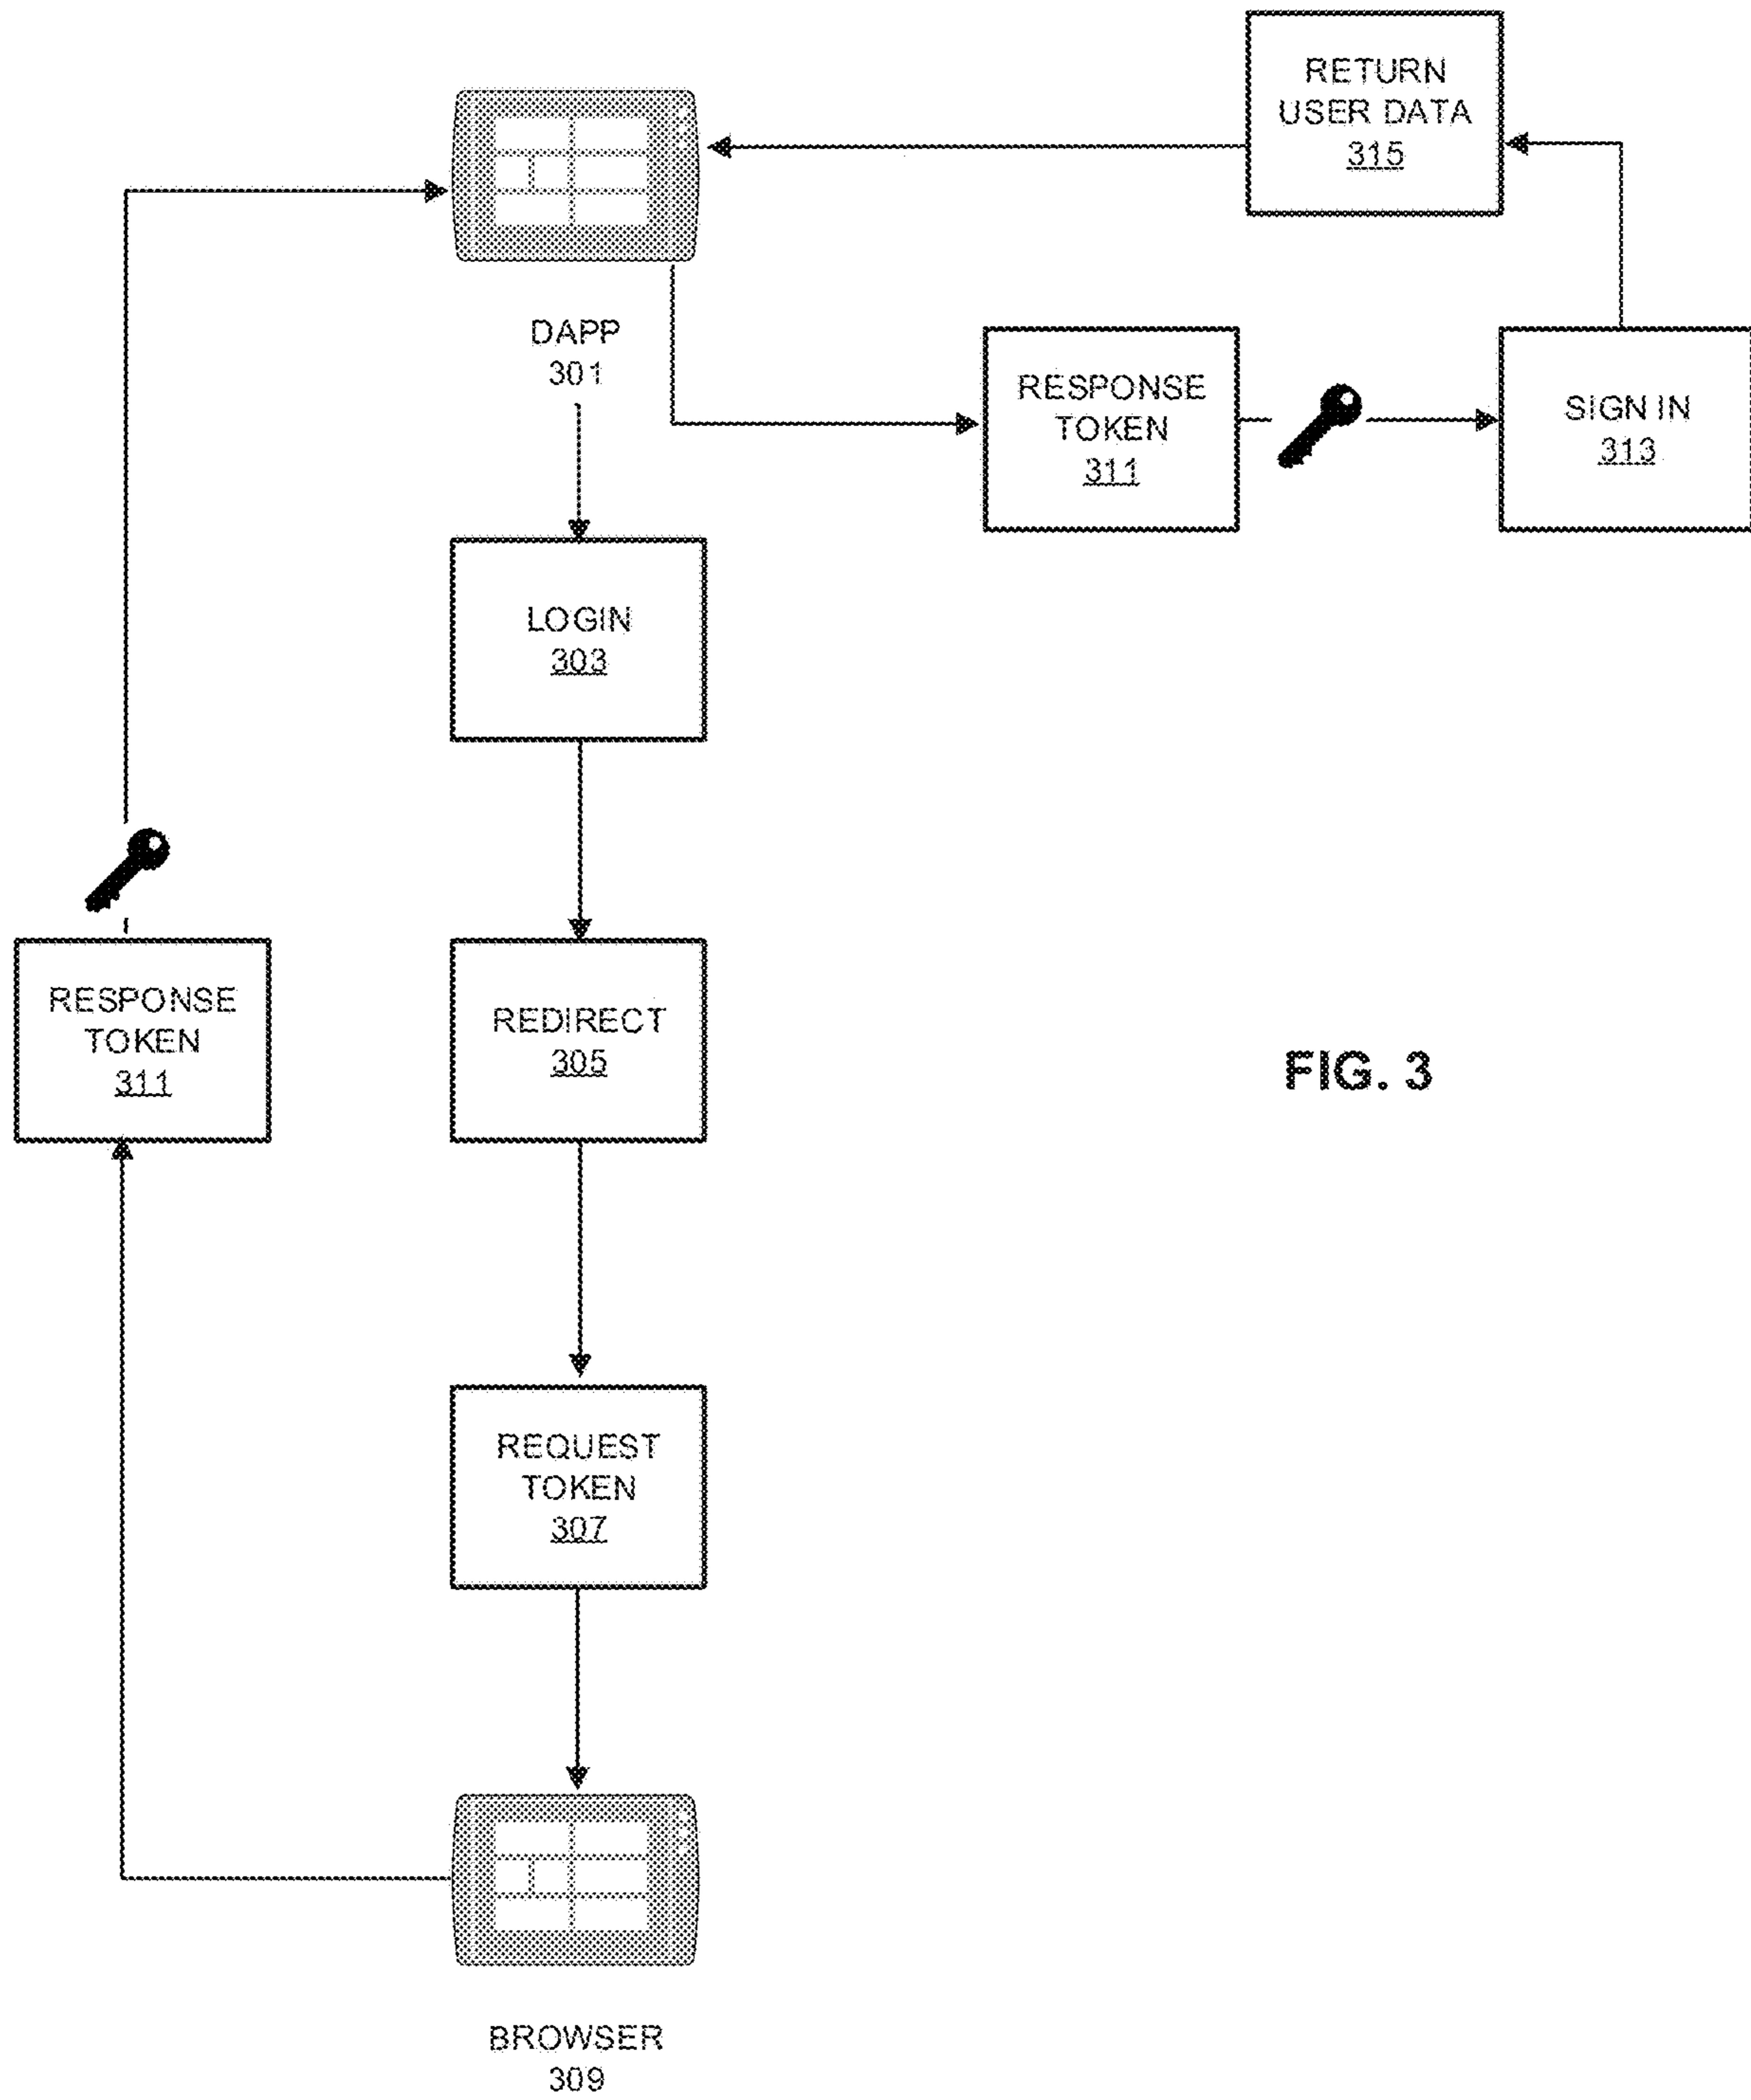 RETURN
USER DATA
315
DAPP
301
RESPONSE
TOKEN
311
SIGN IN
313
LOGIN
303
RESPONSE
TOKEN
311
REDIRECT
305
FIG. 3
REQUEST
TOKEN
307
BROWSER
309